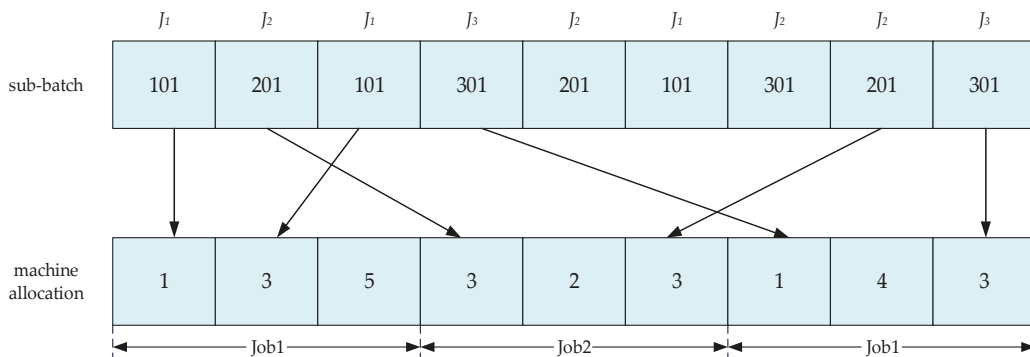 J1 J2 J1 J3 J2 J1 J2 J2 J3
sub-batch 101 201 101 301 201 101 301 201 301
machine
allocation
1 3 5 3 2 3 1 4 3
Job1 Job2 Job1